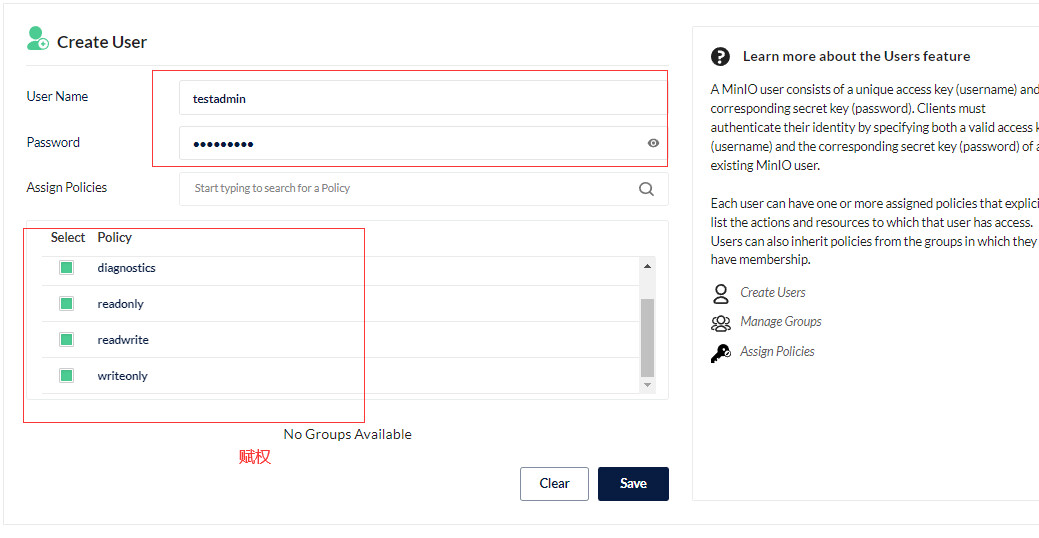 Create User
User Name
testadmin
Password
•••••••••
Assign Policies
Start typing to search for a Policy
Select Policy
diagnostics
readonly
readwrite
writeonly
No Groups Available
赋权
Clear Save
Learn more about the Users feature
A MinIO user consists of a unique access key (username) and
corresponding secret key (password). Clients must
authenticate their identity by specifying both a valid access
(username) and the corresponding secret key (password) of
existing MinIO user.
Each user can have one or more assigned policies that
list the actions and resources to which that user has access.
Users can also inherit policies from the groups in which they
have membership.
Create Users
Manage Groups
Assign Policies